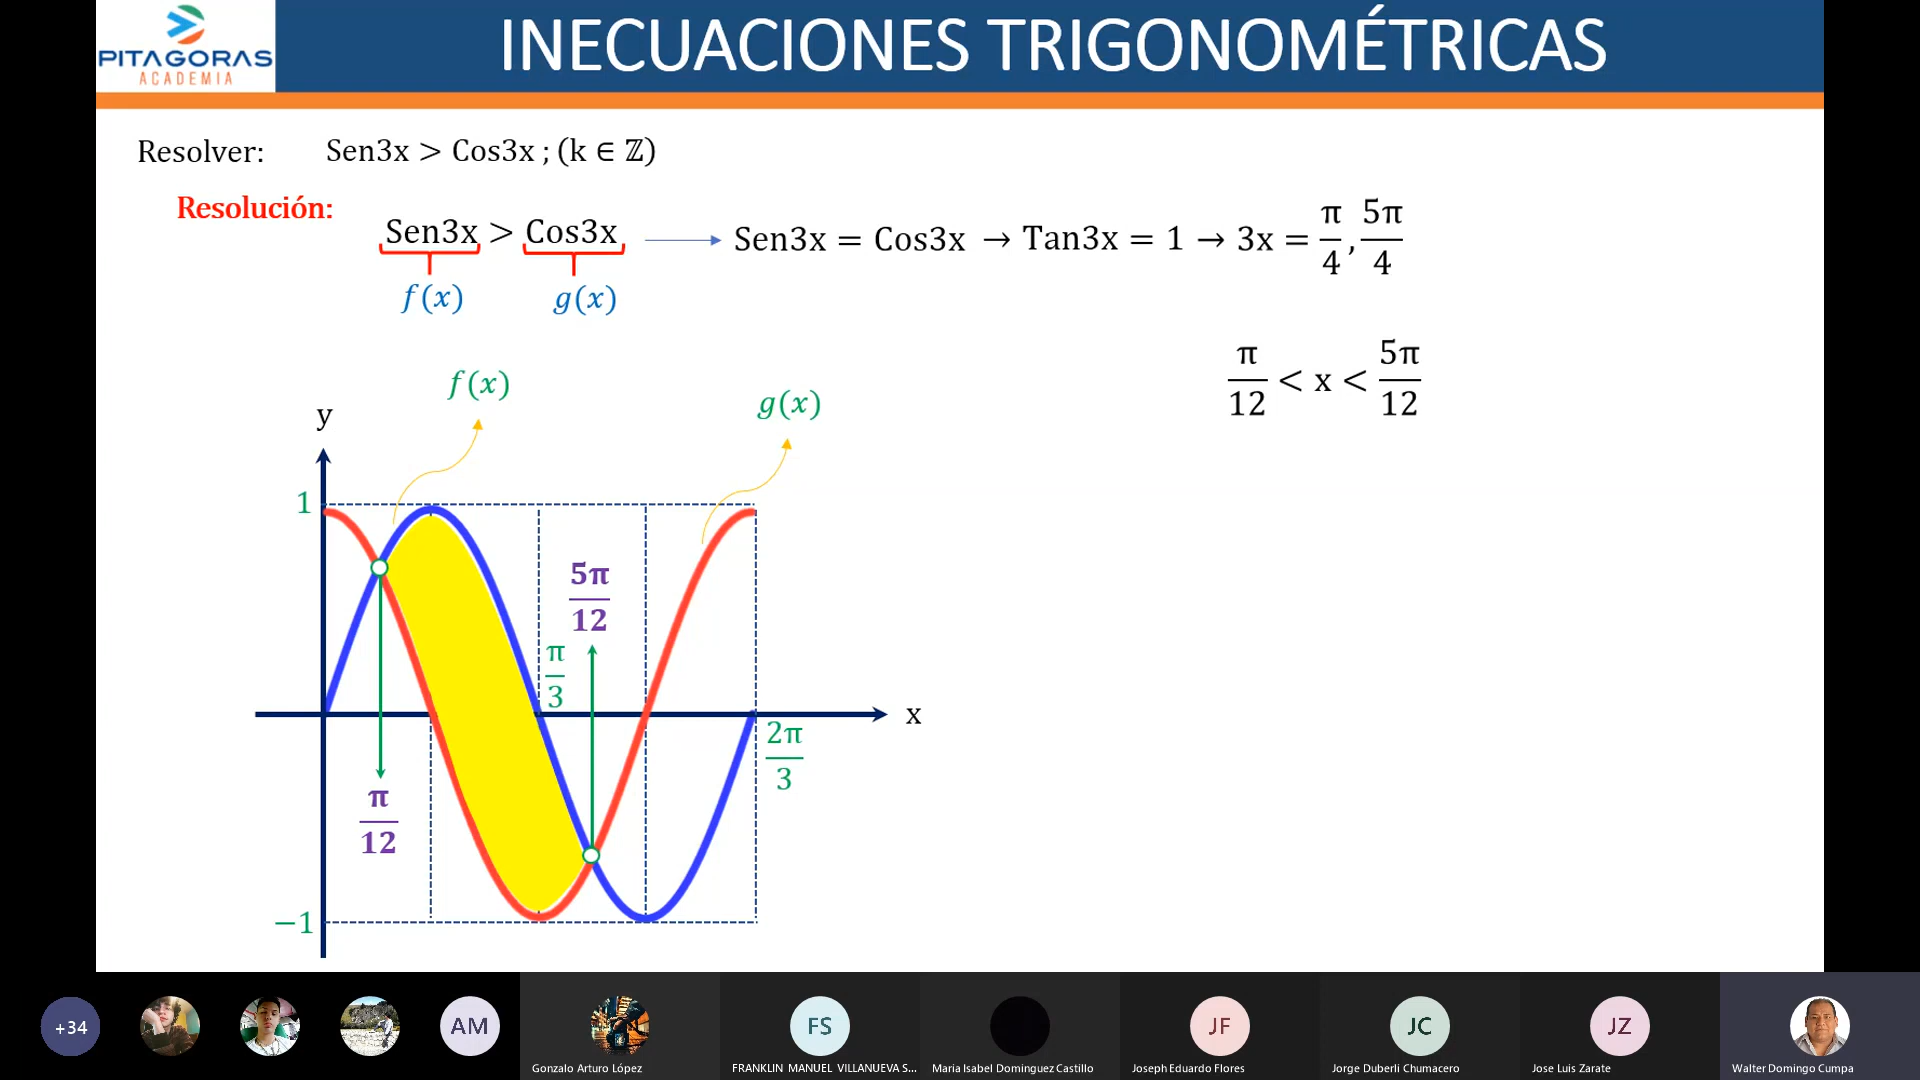 PITAGORAS
ACADEMIA
INECUACIONES TRIGONOMÉTRICAS
Resolver: Sen3x > Cos3x ; (k ∈ ℤ)
Resolución:
Sen3x > Cos3x
Sen3x = Cos3x → Tan3x = 1 → 3x = π/4, 5π/4
f(x) g(x)
π/12 < x < 5π/12
f(x)
g(x)
y
1
5π/12
π/3
x
2π/3
π/12
−1
+34
AM
FS
JF
JC
JZ
Gonzalo Arturo López
FRANKLIN MANUEL VILLANUEVA S...
Maria Isabel Dominguez Castillo
Joseph Eduardo Flores
Jorge Duberli Chumacero
Jose Luis Zarate
Walter Domingo Cumpa